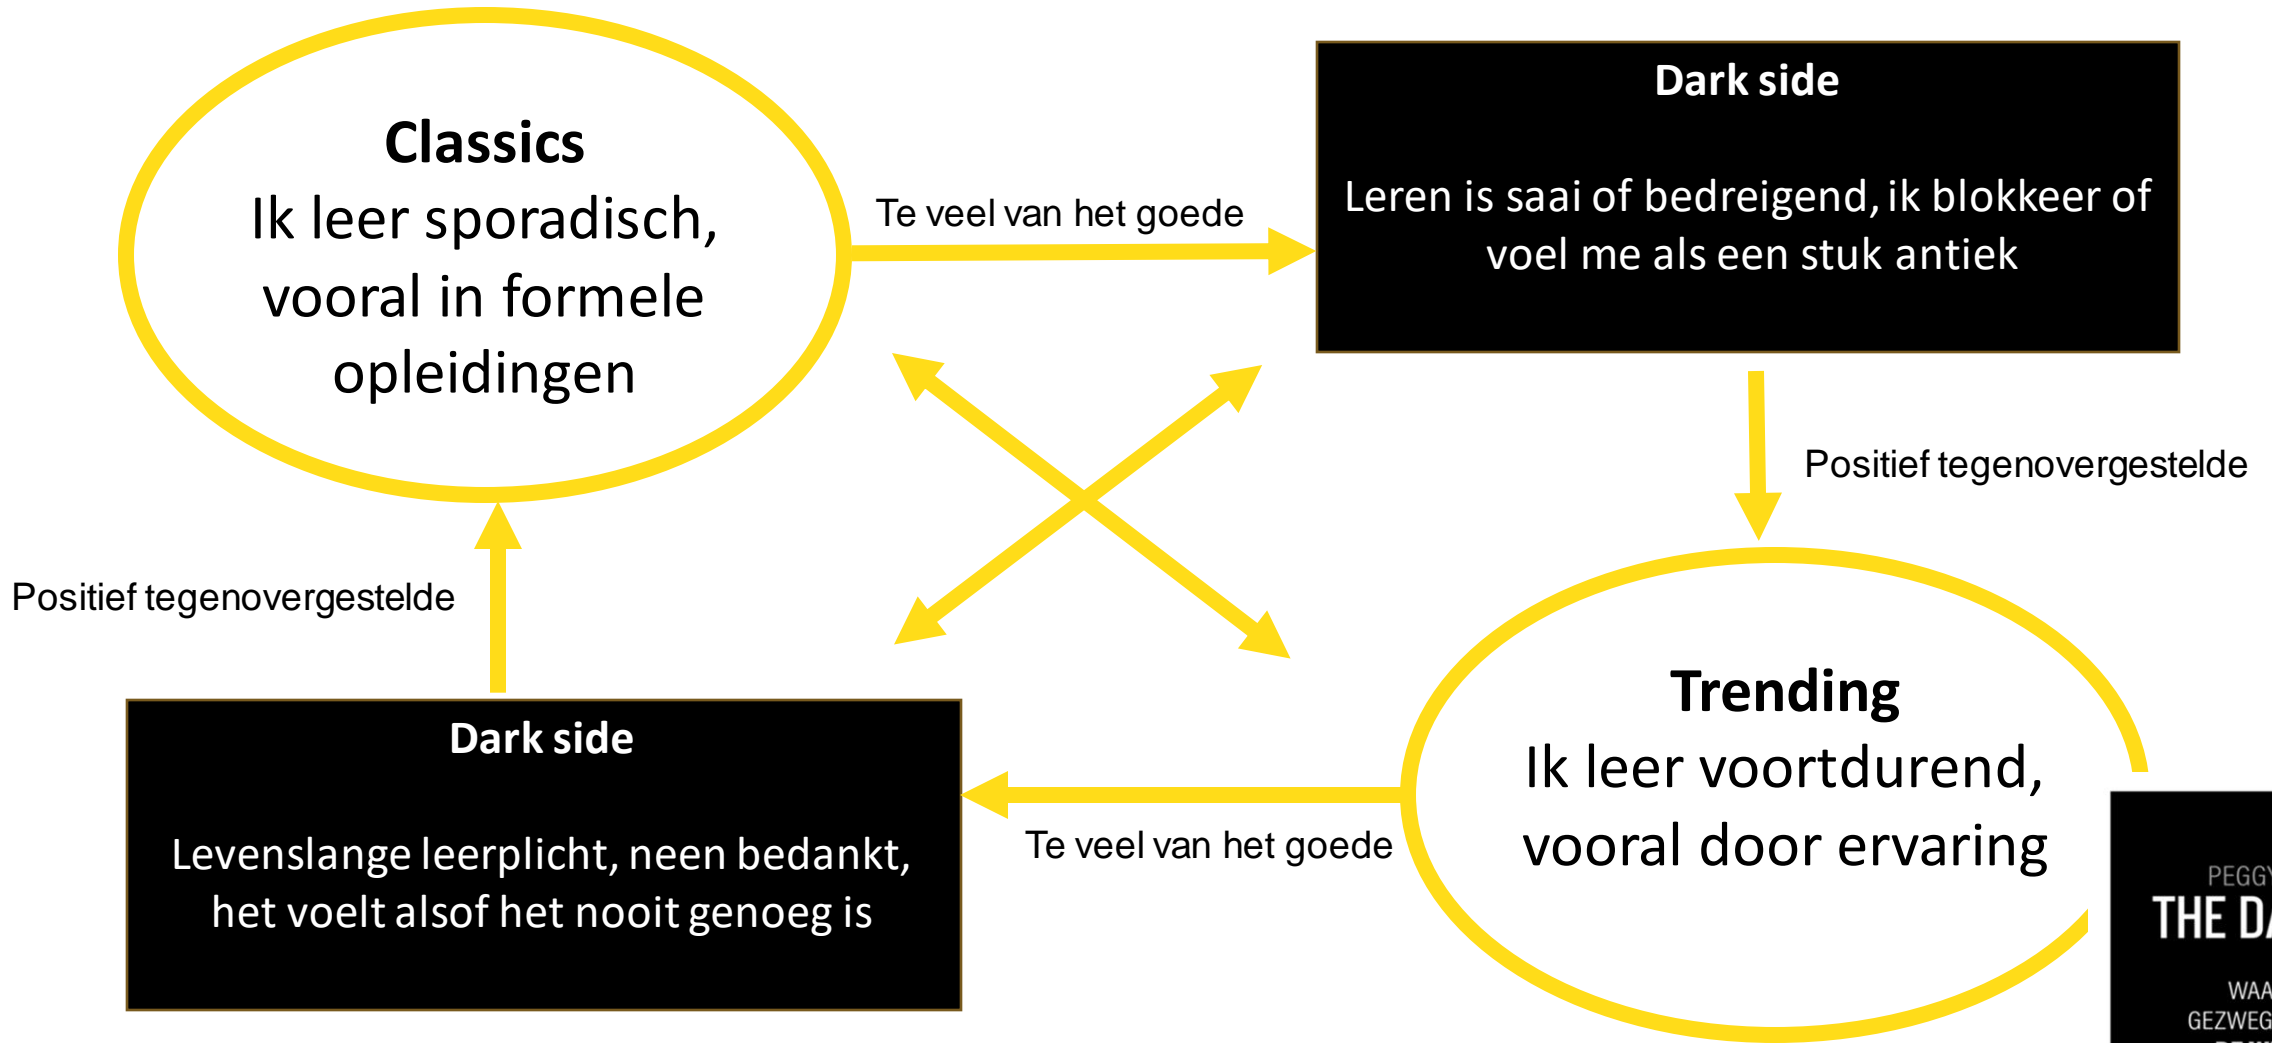 Classics
Ik leer sporadisch,
vooral in formele
opleidingen
Te veel van het goede
Dark side
Leren is saai of bedreigend, ik blokkeer of
voel me als een stuk antiek
Positief tegenovergestelde
Positief tegenovergestelde
Dark side
Levenslange leerplicht, neen bedankt,
het voelt alsof het nooit genoeg is
Te veel van het goede
Trending
Ik leer voortdurend,
vooral door ervaring
PEGGY
THE